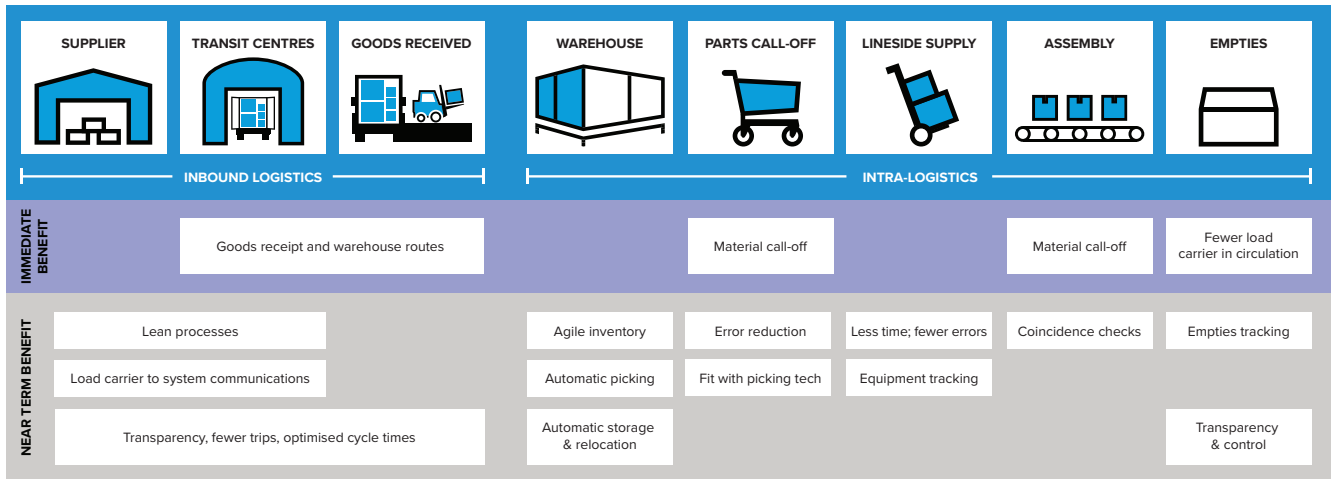 SUPPLIER
TRANSIT CENTRES
GOODS RECEIVED
WAREHOUSE
PARTS CALL-OFF
LINESIDE SUPPLY
ASSEMBLY
EMPTIES
INBOUND LOGISTICS
INTRA-LOGISTICS
IMMEDIATE
BENEFIT
Goods receipt and warehouse routes
Material call-off
Material call-off
Fewer load
carrier in circulation
NEAR TERM BENEFIT
Lean processes
Agile inventory
Error reduction
Less time; fewer errors
Coincidence checks
Empties tracking
Load carrier to system communications
Automatic picking
Fit with picking tech
Equipment tracking
Transparency, fewer trips, optimised cycle times
Automatic storage
& relocation
Transparency
& control